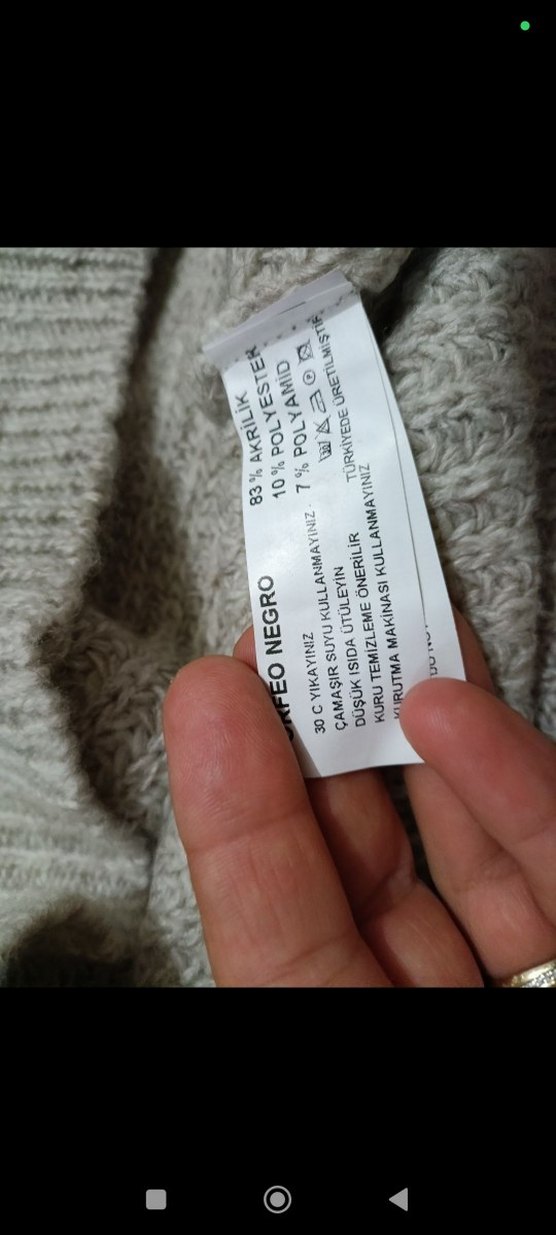 83 % AKRİLİK
10 % POLYESTER
7 % POLYAMİD
ORFEO NEGRO
30 C YIKAYINIZ
ÇAMAŞIR SUYU KULLANMAYINIZ.
DÜŞÜK ISIDA ÜTÜLEYİN
KURU TEMİZLEME ÖNERİLİR
KURUTMA MAKİNASI KULLANMAYINIZ
TÜRKİYEDE ÜRETİLMİŞTİR